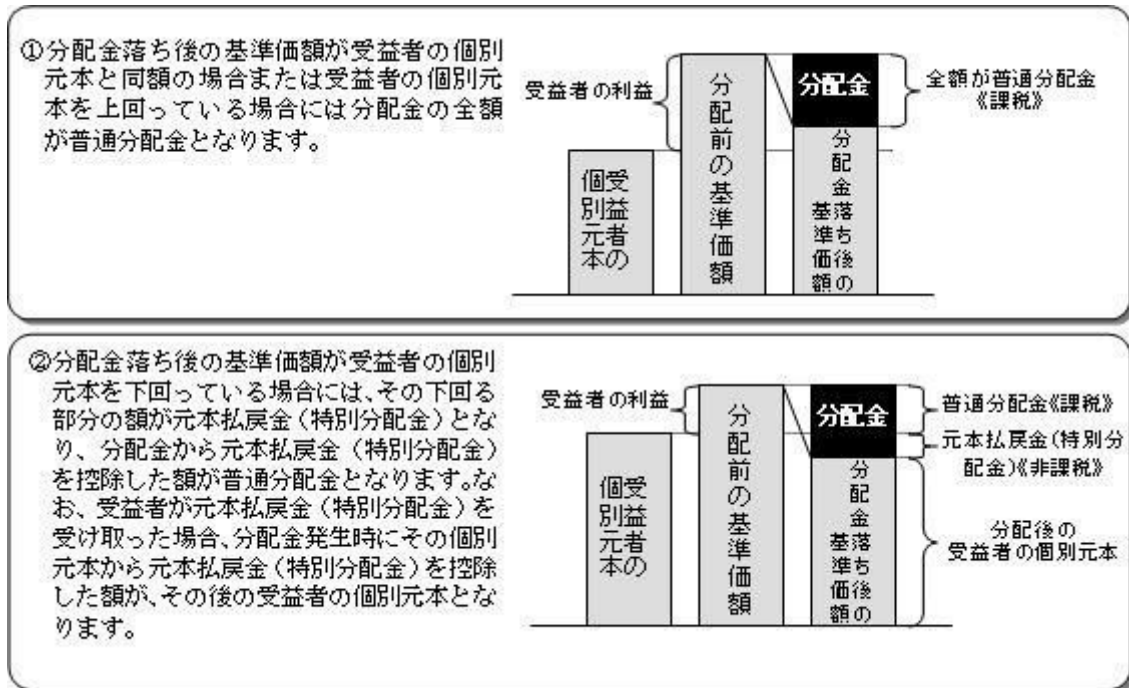 ①分配金落ち後の基準価額が受益者の個別
元本と同額の場合または受益者の個別元
本を上回っている場合には分配金の全額
が普通分配金となります。
受益者の利益
受益者の
個別元本
分配前の基準価額
分配金
分配金落ち後の
基準価額
全額が普通分配金
《課税》
②分配金落ち後の基準価額が受益者の個別
元本を下回っている場合には、その下回る
部分の額が元本払戻金（特別分配金）とな
り、分配金から元本払戻金（特別分配金）
を控除した額が普通分配金となります。な
お、受益者が元本払戻金（特別分配金）を
受け取った場合、分配金発生時にその個別
元本から元本払戻金（特別分配金）を控除
した額が、その後の受益者の個別元本とな
ります。
受益者の利益
受益者の
個別元本
分配前の基準価額
分配金
分配金落ち後の
基準価額
普通分配金《課税》
元本払戻金（特別分
配金）《非課税》
分配後の
受益者の個別元本